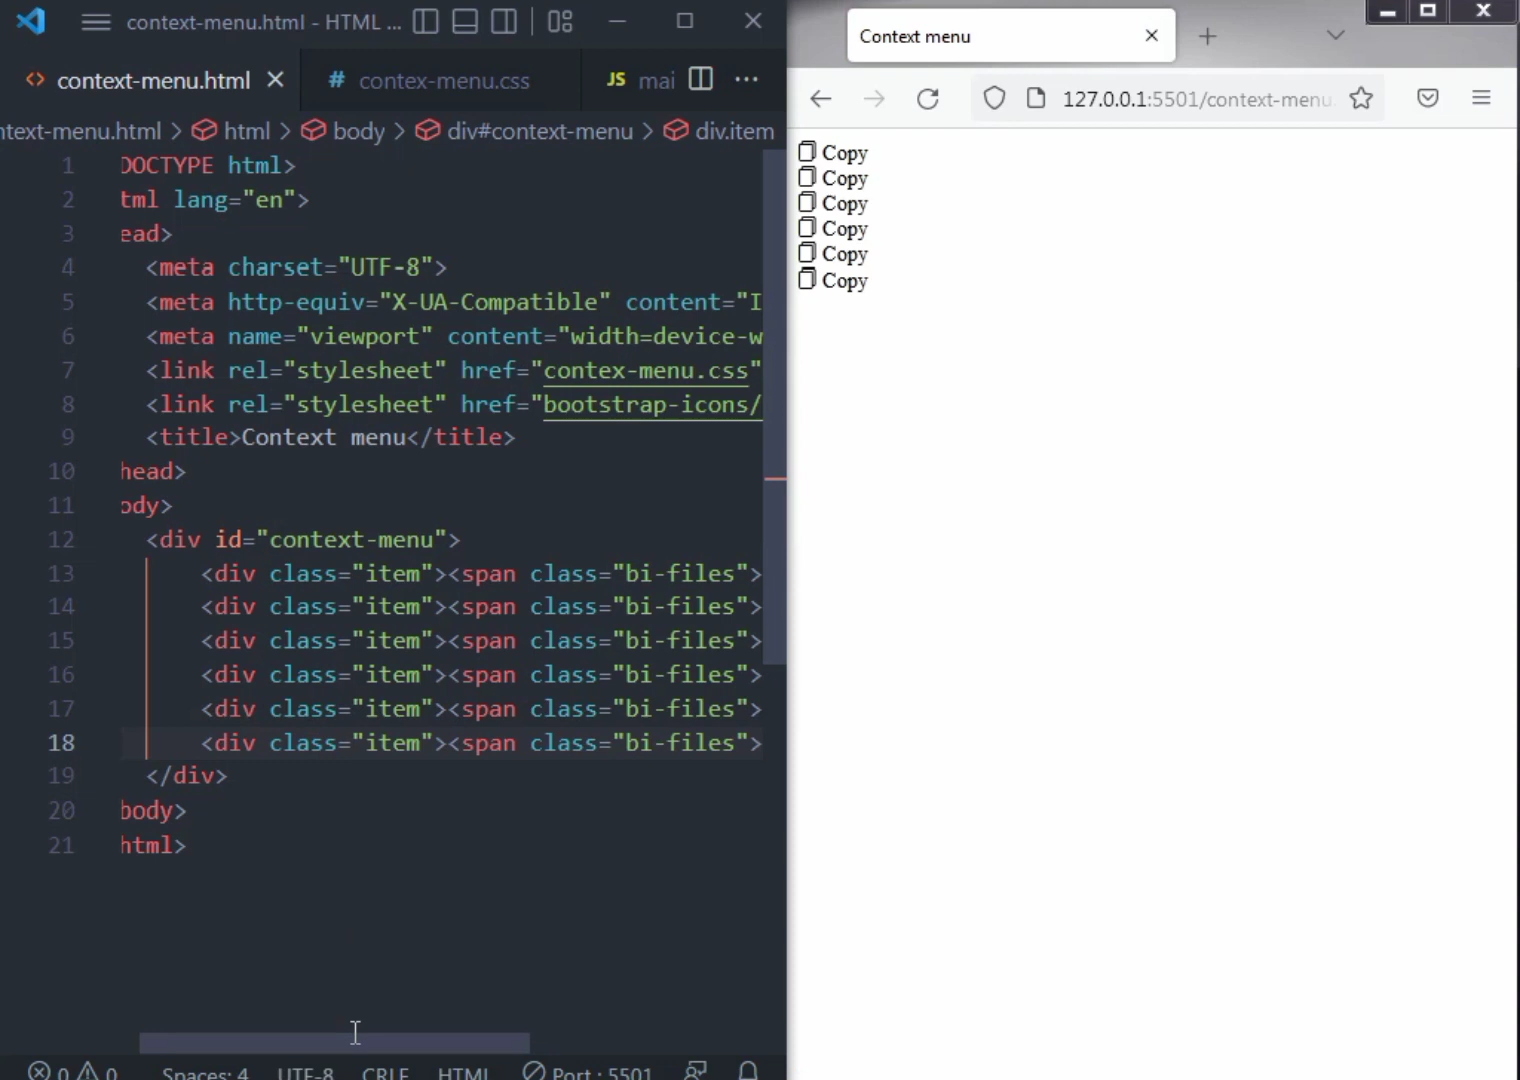 context-menu.html - HTML ...
context-menu.html
# contex-menu.css
JS mai
ntext-menu.html > html > body > div#context-menu > div.item
1 DOCTYPE html>
2 tml lang="en">
3 ead>
4 <meta charset="UTF-8">
5 <meta http-equiv="X-UA-Compatible" content="I
6 <meta name="viewport" content="width=device-w
7 <link rel="stylesheet" href="contex-menu.css"
8 <link rel="stylesheet" href="bootstrap-icons/
9 <title>Context menu</title>
10 head>
11 ody>
12 <div id="context-menu">
13 <div class="item"><span class="bi-files">
14 <div class="item"><span class="bi-files">
15 <div class="item"><span class="bi-files">
16 <div class="item"><span class="bi-files">
17 <div class="item"><span class="bi-files">
18 <div class="item"><span class="bi-files">
19 </div>
20 body>
21 html>
0 0 Spaces: 4 UTF-8 CRLF HTML Port : 5501
Context menu
127.0.0.1:5501/context-menu.
Copy
Copy
Copy
Copy
Copy
Copy